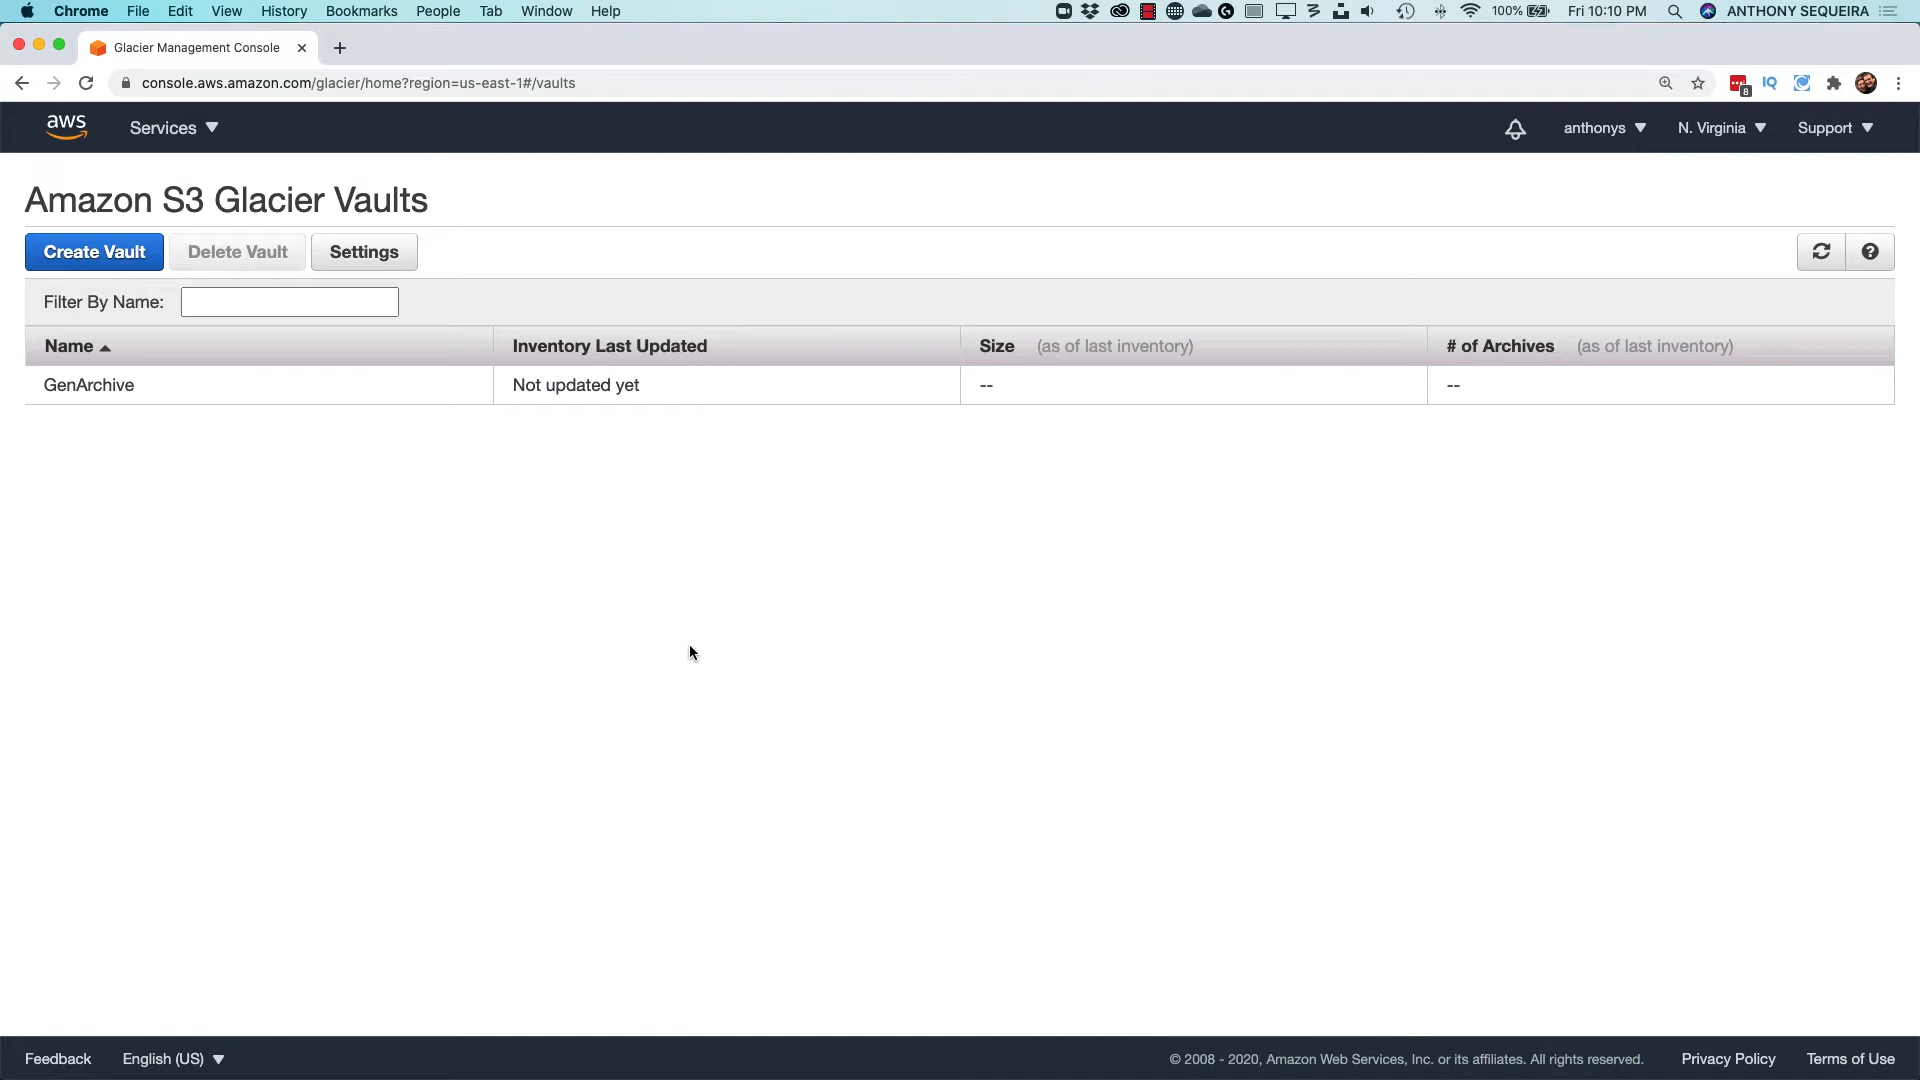 Chrome File Edit View History Bookmarks People Tab Window Help 100% Fri 10:10 PM ANTHONY SEQUEIRA
Glacier Management Console
console.aws.amazon.com/glacier/home?region=us-east-1#/vaults IQ 8
aws Services anthonys N. Virginia Support
Amazon S3 Glacier Vaults
Create Vault Delete Vault Settings
Filter By Name:
Name Inventory Last Updated Size (as of last inventory) # of Archives (as of last inventory)
GenArchive Not updated yet -- --
Feedback English (US) © 2008 - 2020, Amazon Web Services, Inc. or its affiliates. All rights reserved. Privacy Policy Terms of Use